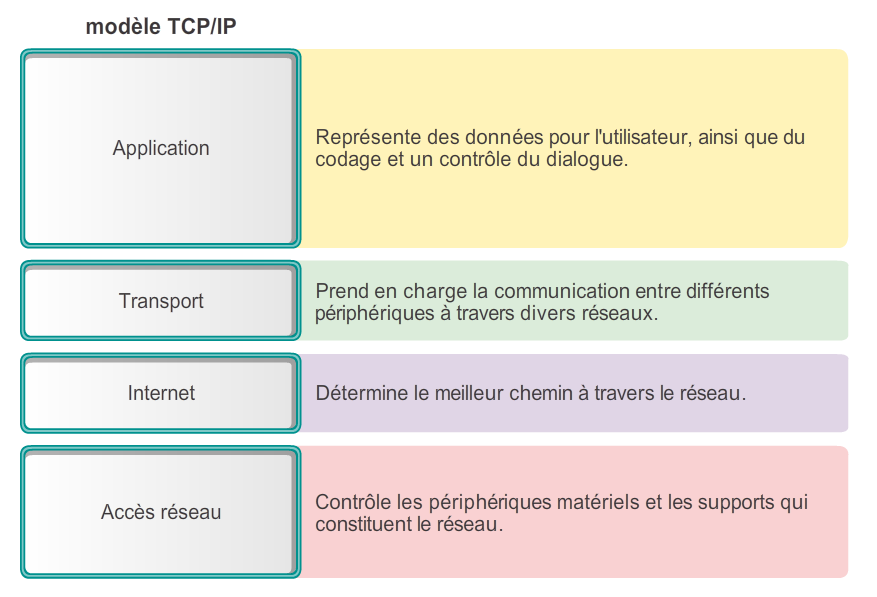 modèle TCP/IP
Application
Représente des données pour l'utilisateur, ainsi que du
codage et un contrôle du dialogue.
Transport
Prend en charge la communication entre différents
périphériques à travers divers réseaux.
Internet
Détermine le meilleur chemin à travers le réseau.
Accès réseau
Contrôle les périphériques matériels et les supports qui
constituent le réseau.